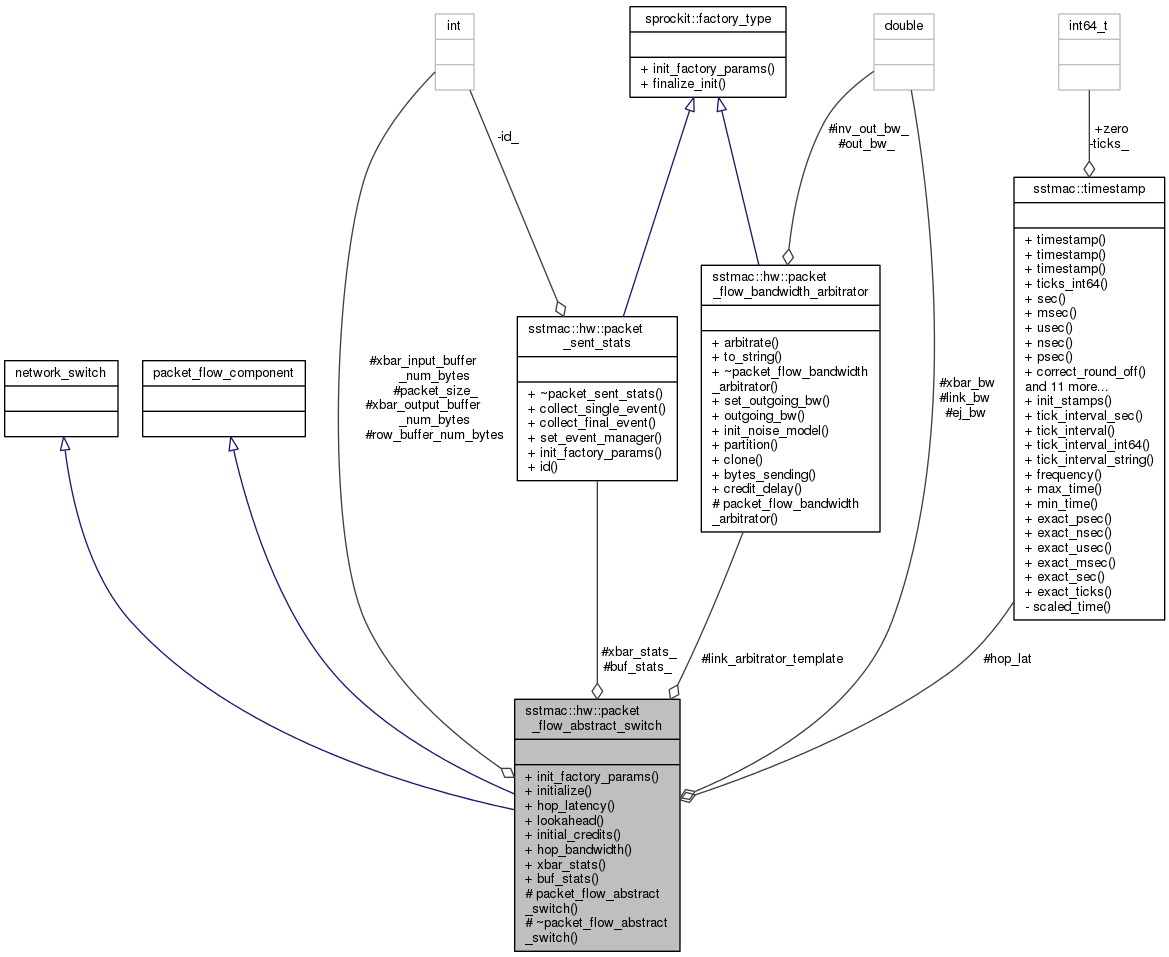 int
sprockit::factory_type
+ init_factory_params()
+ finalize_init()
double
int64_t
-id_
#inv_out_bw_
#out_bw_
+zero
-ticks_
sstmac::timestamp
+ timestamp()
+ timestamp()
+ timestamp()
+ ticks_int64()
+ sec()
+ msec()
+ usec()
+ nsec()
+ psec()
+ correct_round_off()
and 11 more...
+ init_stamps()
+ tick_interval_sec()
+ tick_interval()
+ tick_interval_int64()
+ tick_interval_string()
+ frequency()
+ max_time()
+ min_time()
+ exact_psec()
+ exact_nsec()
+ exact_usec()
+ exact_msec()
+ exact_sec()
+ exact_ticks()
- scaled_time()
sstmac::hw::packet
_flow_bandwidth_arbitrator
+ arbitrate()
+ to_string()
+ ~packet_flow_bandwidth
_arbitrator()
+ set_outgoing_bw()
+ outgoing_bw()
+ init_noise_model()
+ partition()
+ clone()
+ bytes_sending()
+ credit_delay()
# packet_flow_bandwidth
_arbitrator()
sstmac::hw::packet
_sent_stats
+ ~packet_sent_stats()
+ collect_single_event()
+ collect_final_event()
+ set_event_manager()
+ init_factory_params()
+ id()
network_switch
packet_flow_component
#xbar_input_buffer
_num_bytes
#packet_size_
#xbar_output_buffer
_num_bytes
#row_buffer_num_bytes
#xbar_bw
#link_bw
#ej_bw
#xbar_stats_
#buf_stats_
#link_arbitrator_template
#hop_lat
sstmac::hw::packet
_flow_abstract_switch
+ init_factory_params()
+ initialize()
+ hop_latency()
+ lookahead()
+ initial_credits()
+ hop_bandwidth()
+ xbar_stats()
+ buf_stats()
# packet_flow_abstract
_switch()
# ~packet_flow_abstract
_switch()